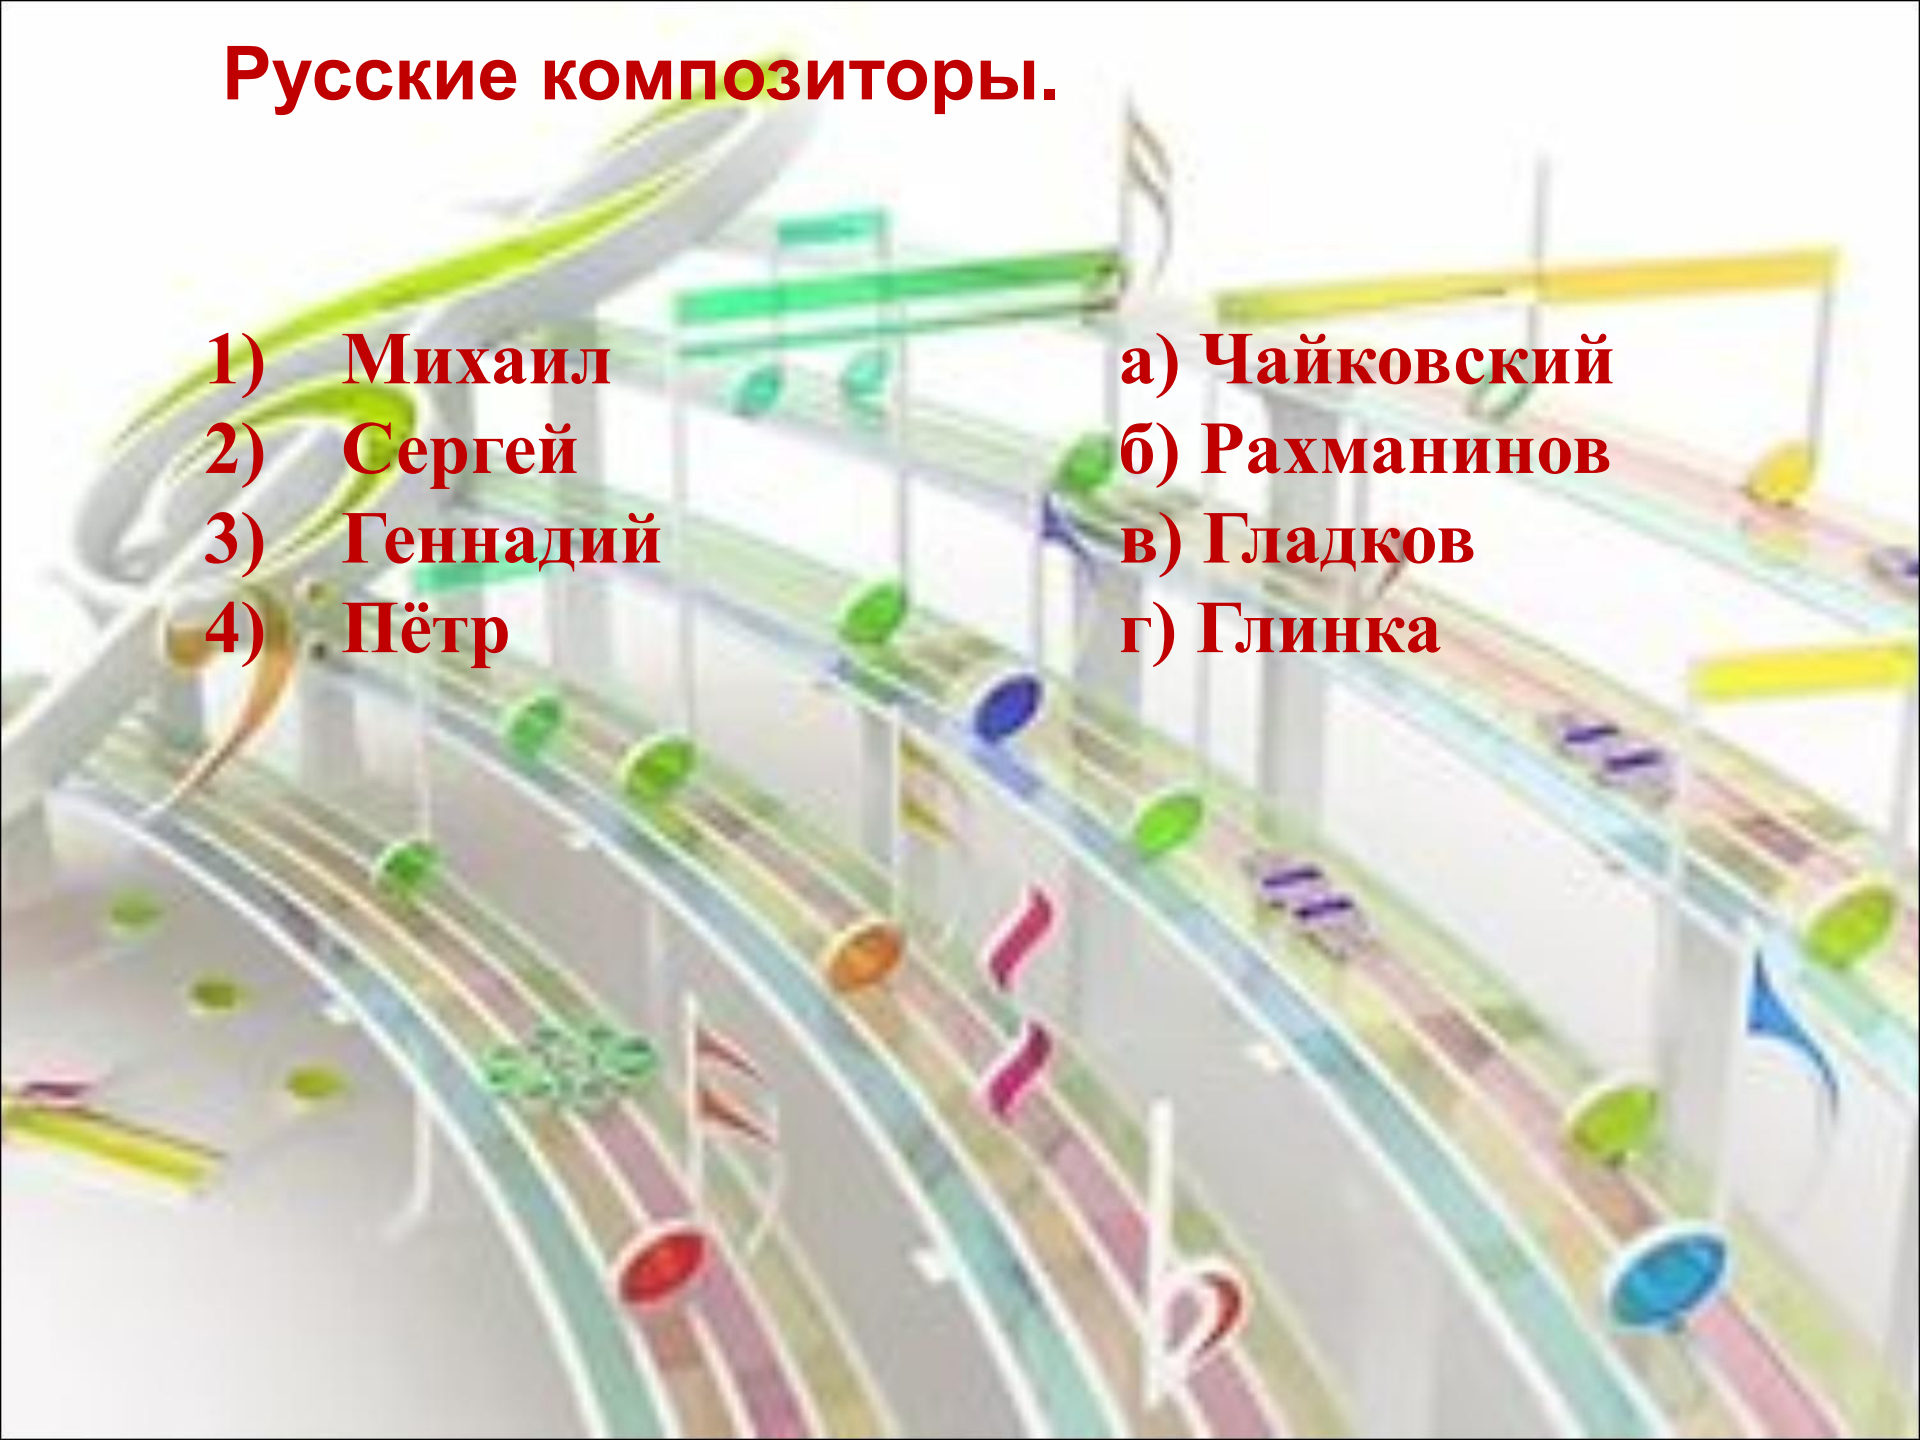 Русские композиторы.
1) Михаил
2) Сергей
3) Геннадий
4) Пётр
а) Чайковский
б) Рахманинов
в) Гладков
г) Глинка